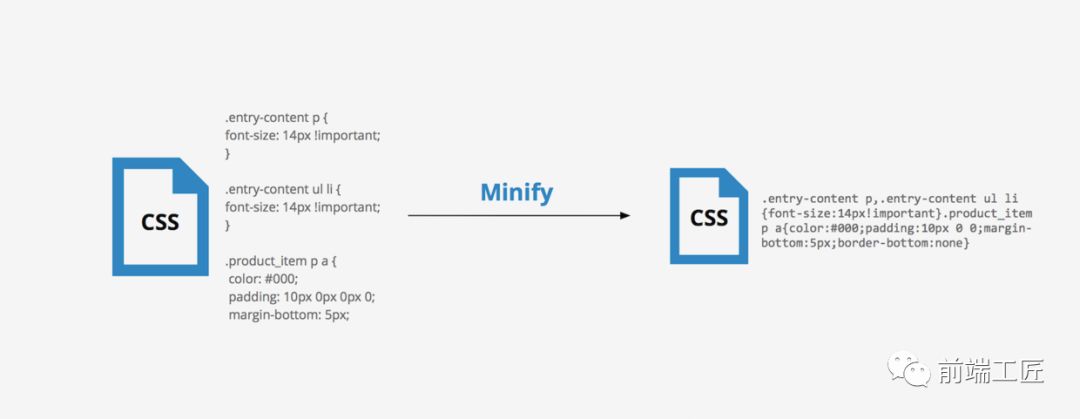 .entry-content p {
font-size: 14px !important;
}
.entry-content ul li {
font-size: 14px !important;
}
.product_item p a {
color: #000;
padding: 10px 0px 0px 0;
margin-bottom: 5px;
CSS
Minify
CSS
.entry-content p,.entry-content ul li
{font-size:14px!important}.product_item
p a{color:#000;padding:10px 0 0;margin-
bottom:5px;border-bottom:none}
前端工匠